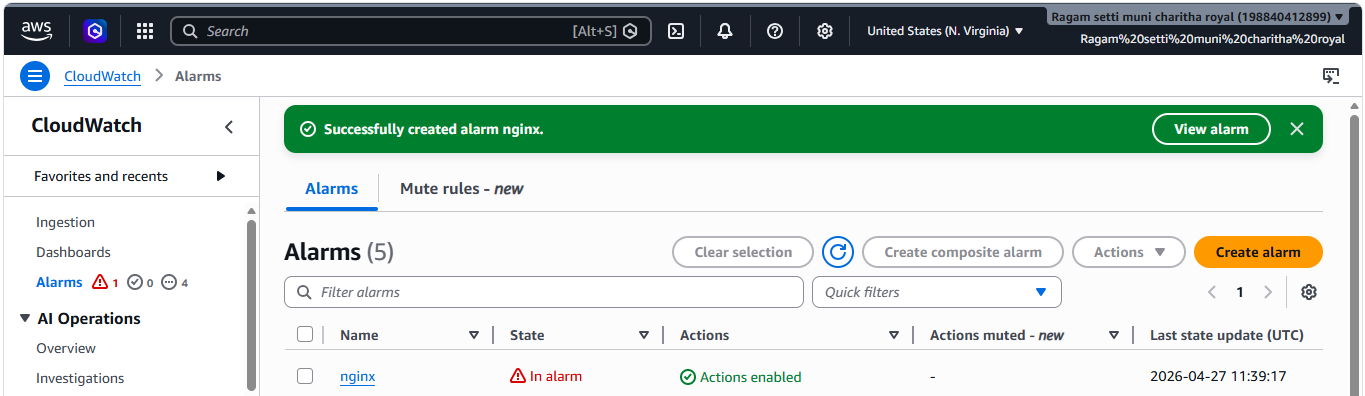 aws
Search [Alt+S] United States (N. Virginia) Ragam setti muni charitha royal (198840412899)
Ragam%20setti%20muni%20charitha%20royal
CloudWatch Alarms
CloudWatch
Favorites and recents
Ingestion
Dashboards
Alarms 1 0 4
AI Operations
Overview
Investigations
Successfully created alarm nginx. View alarm
Alarms Mute rules - new
Alarms (5) Clear selection Create composite alarm Actions Create alarm
Filter alarms Quick filters 1
Name State Actions Actions muted - new Last state update (UTC)
nginx In alarm Actions enabled - 2026-04-27 11:39:17